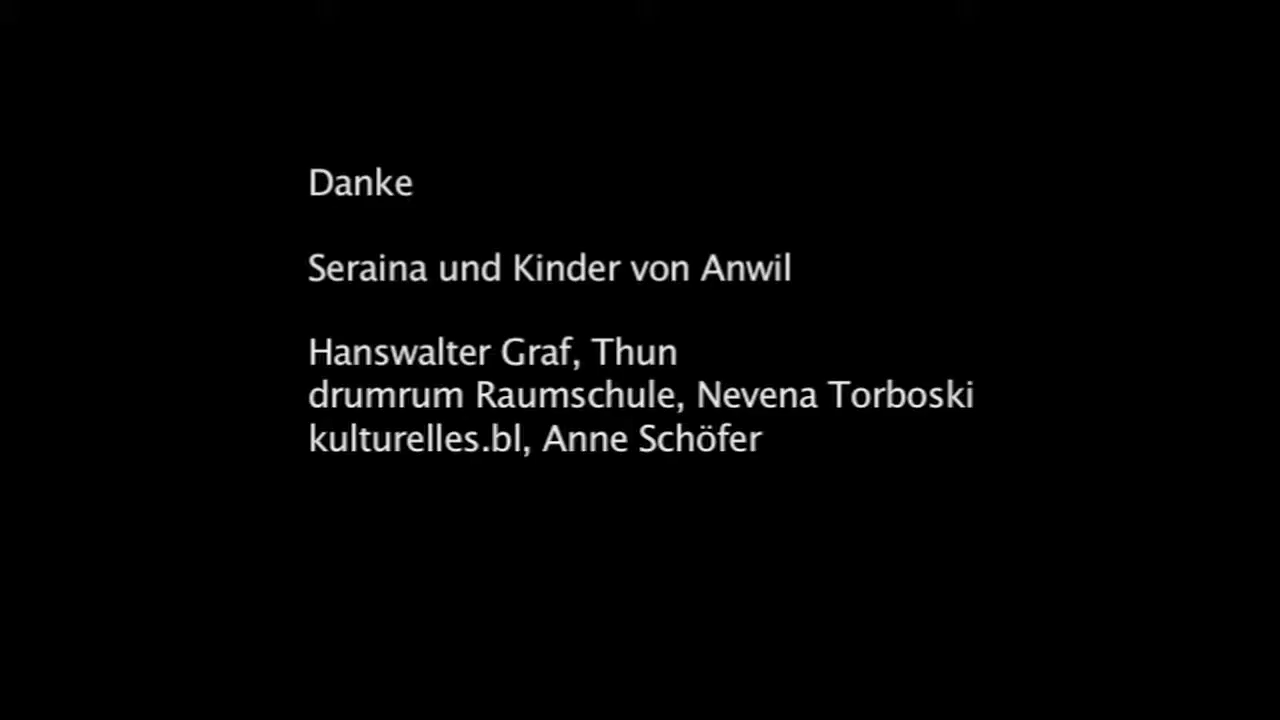 Danke
Seraina und Kinder von Anwil
Hanswalter Graf, Thun
drumrum Raumschule, Nevena Torboski
kulturelles.bl, Anne Schöfer